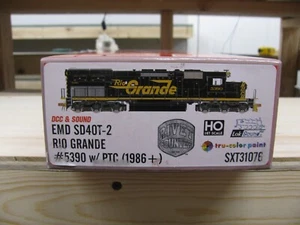 Rio Grande
5390
DCC & SOUND
EMD SD40T-2
RIO GRANDE
#5390 w/ PTC (1986+)
HO
tru-color paint
SXT31076